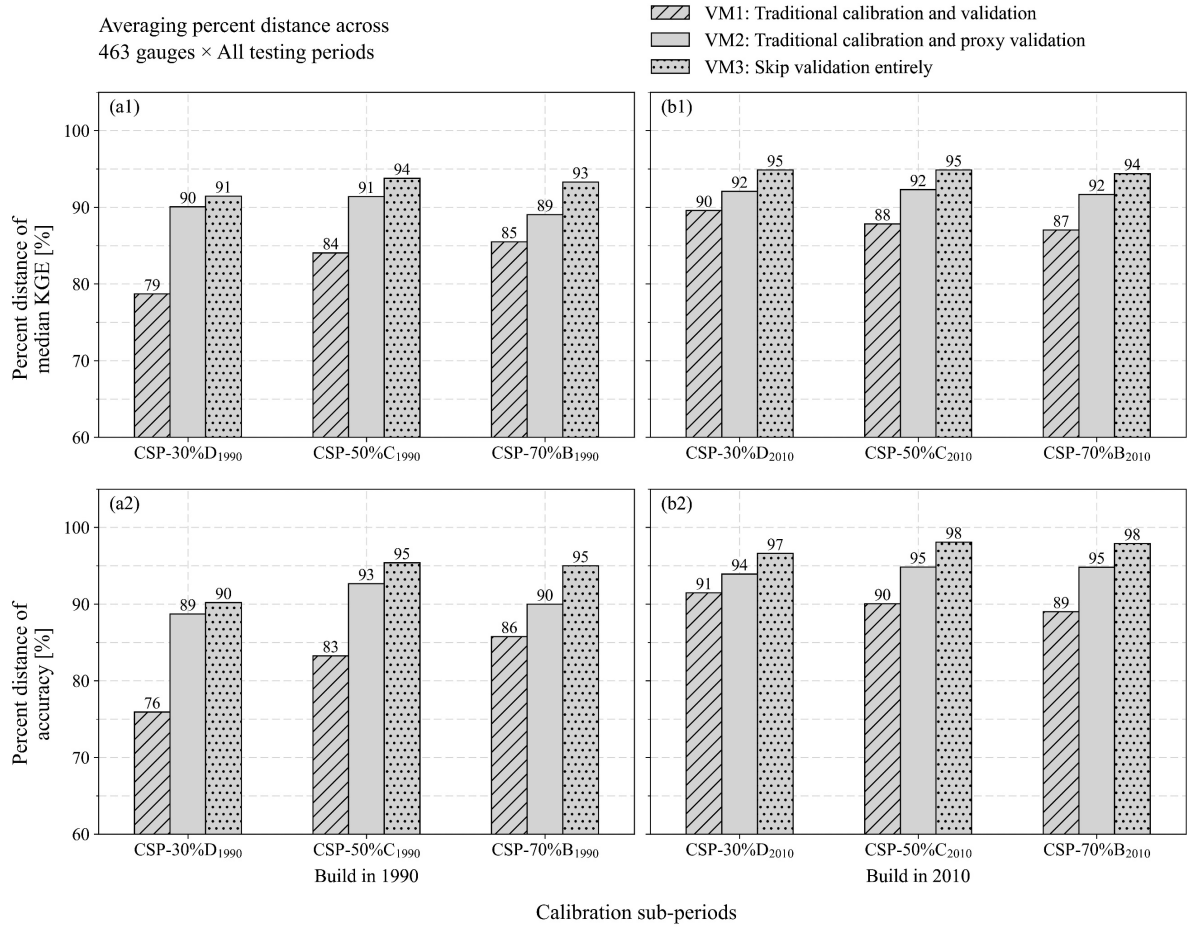 Averaging percent distance across
463 gauges × All testing periods
VM1: Traditional calibration and validation
VM2: Traditional calibration and proxy validation
VM3: Skip validation entirely
(a1)
Percent distance of
median KGE [%]
100
90
80
70
60
79 90 91
84 91 94
85 89 93
CSP-30%D₁₉₉₀ CSP-50%C₁₉₉₀ CSP-70%B₁₉₉₀
(b1)
90 92 95
88 92 95
87 92 94
CSP-30%D₂₀₁₀ CSP-50%C₂₀₁₀ CSP-70%B₂₀₁₀
(a2)
Percent distance of
accuracy [%]
100
90
80
70
60
76 89 90
83 93 95
86 90 95
CSP-30%D₁₉₉₀ CSP-50%C₁₉₉₀ CSP-70%B₁₉₉₀
Build in 1990
(b2)
91 94 97
90 95 98
89 95 98
CSP-30%D₂₀₁₀ CSP-50%C₂₀₁₀ CSP-70%B₂₀₁₀
Build in 2010
Calibration sub-periods